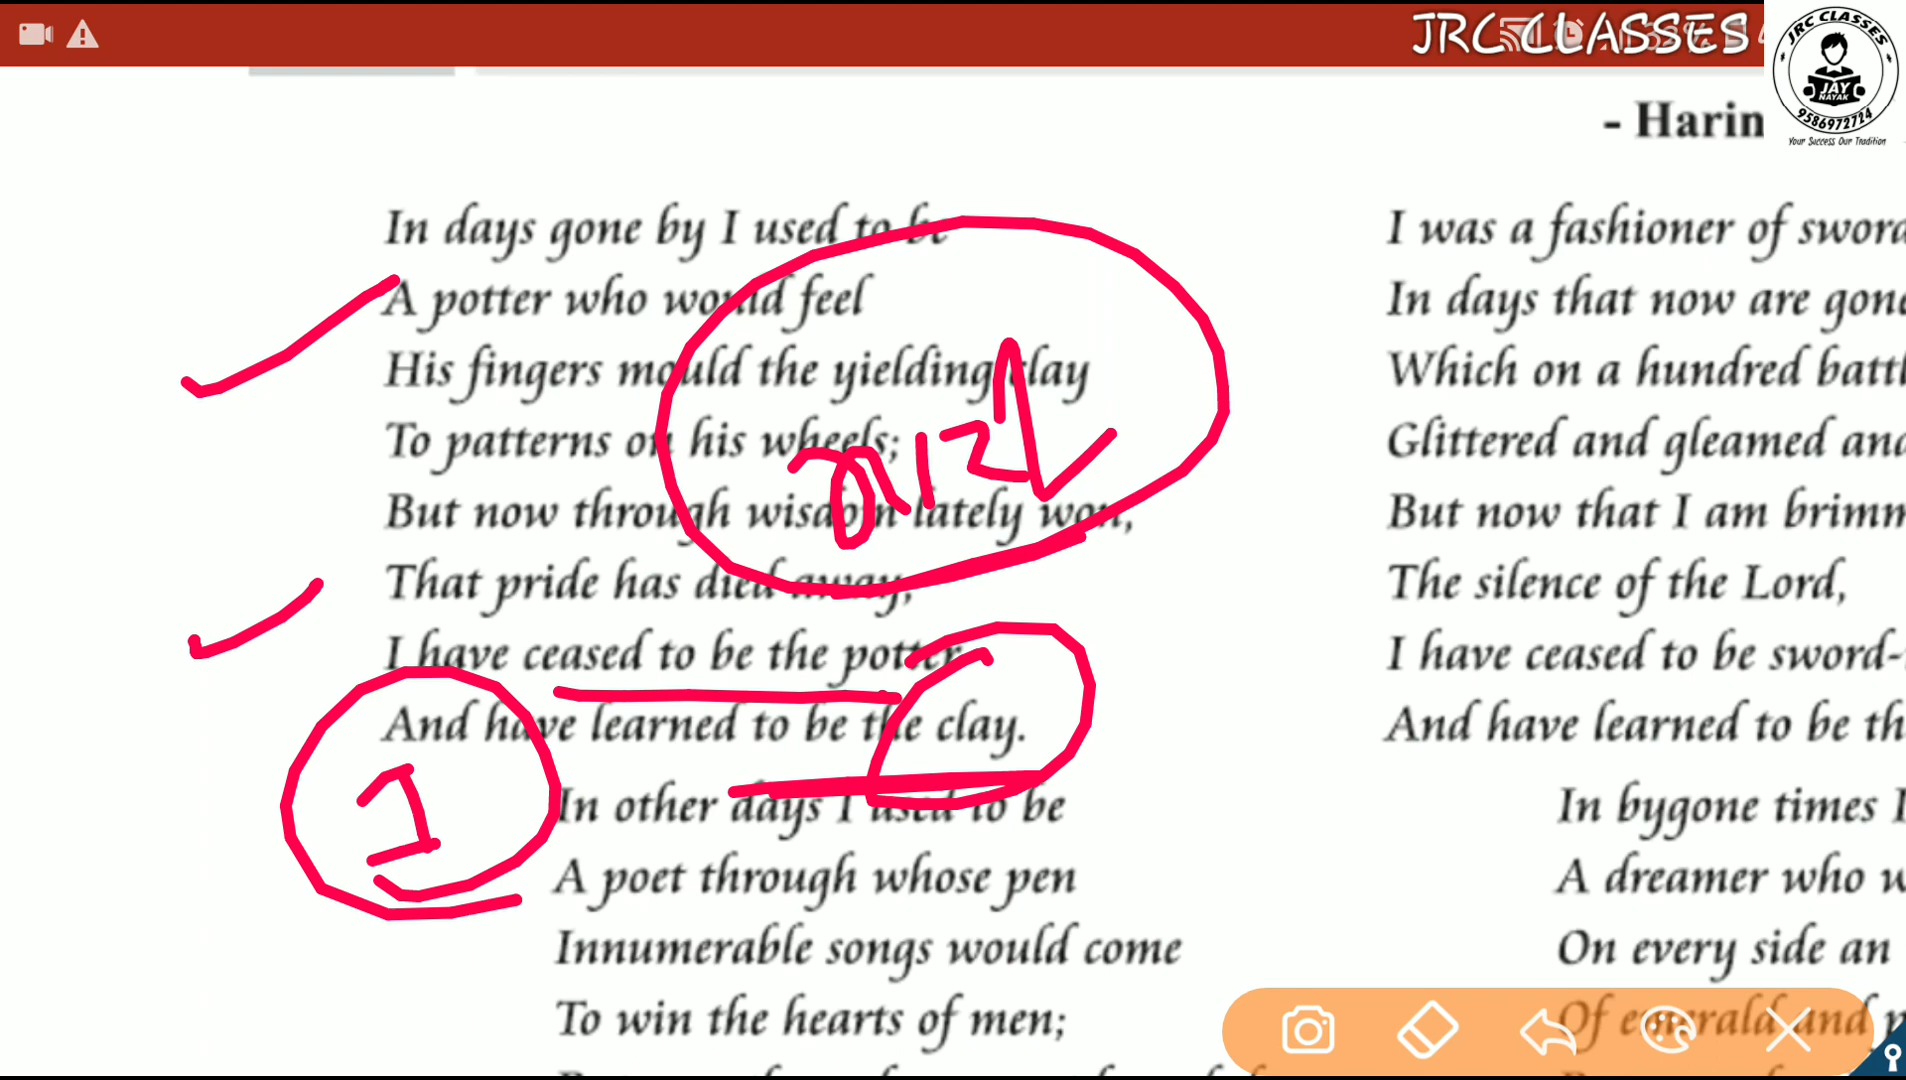 JRC CLASSES
JRC CLASSES
JAY
NAYAK
9586972724
Your Success Our Tradition
- Harin
In days gone by I used to be
A potter who would feel
His fingers mould the yielding clay
To patterns on his wheels;
But now through wisdom lately won,
That pride has died away,
I have ceased to be the potter
And have learned to be the clay.
1
In other days I used to be
A poet through whose pen
Innumerable songs would come
To win the hearts of men;
I was a fashioner of sword
In days that now are gone
Which on a hundred battl
Glittered and gleamed and
But now that I am brimm
The silence of the Lord,
I have ceased to be sword-
And have learned to be th
In bygone times I
A dreamer who w
On every side an
Of emerald and p